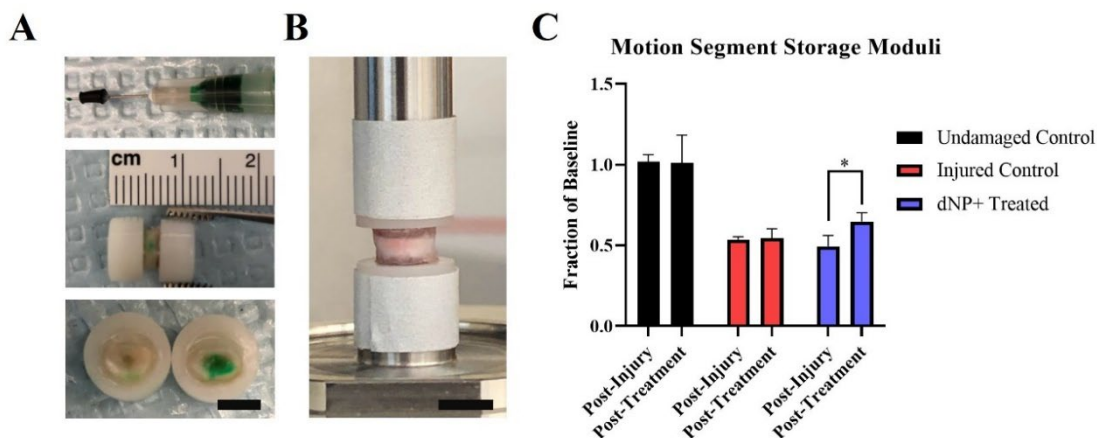 A
B
C
cm 1 2
Motion Segment Storage Moduli
Fraction of Baseline
1.5
1.0
0.5
0.0
*
Undamaged Control
Injured Control
dNP+ Treated
Post-Injury
Post-Treatment
Post-Injury
Post-Treatment
Post-Injury
Post-Treatment